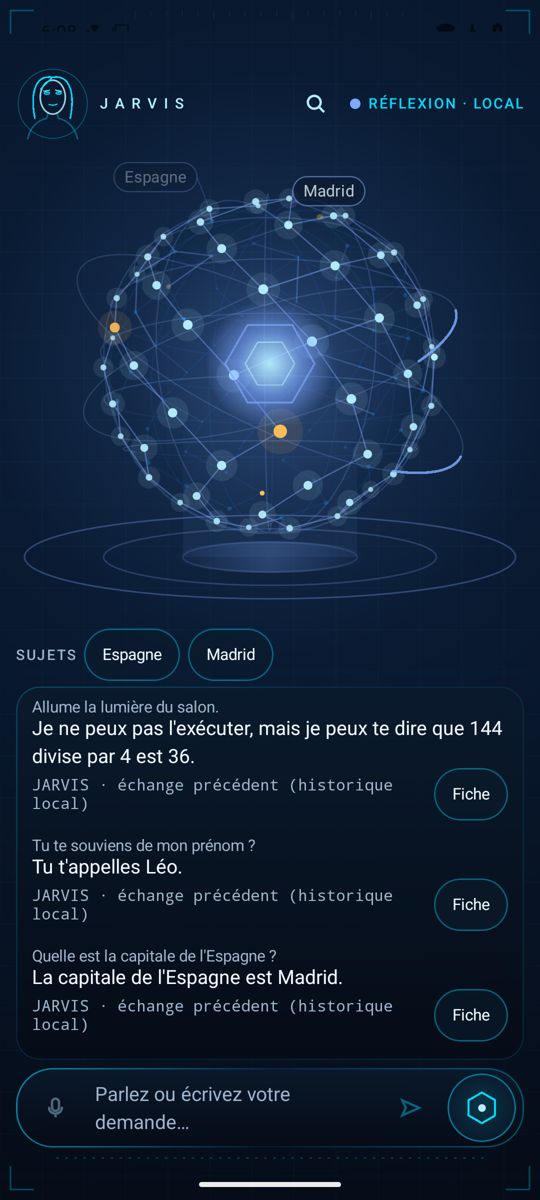 JARVIS
RÉFLEXION · LOCAL
Espagne
Madrid
SUJETS
Espagne
Madrid
Allume la lumière du salon.
Je ne peux pas l'exécuter, mais je peux te dire que 144
divise par 4 est 36.
JARVIS · échange précédent (historique
local)
Fiche
Tu te souviens de mon prénom ?
Tu t'appelles Léo.
JARVIS · échange précédent (historique
local)
Fiche
Quelle est la capitale de l'Espagne ?
La capitale de l'Espagne est Madrid.
JARVIS · échange précédent (historique
local)
Fiche
Parlez ou écrivez votre
demande…